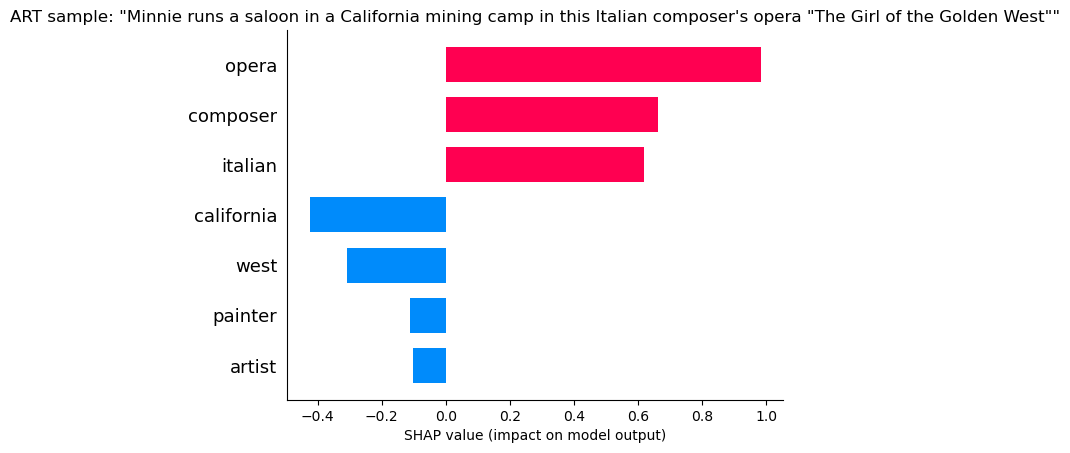 ART sample: "Minnie runs a saloon in a California mining camp in this Italian composer's opera "The Girl of the Golden West""
opera
composer
italian
california
west
painter
artist
−0.4 −0.2 0.0 0.2 0.4 0.6 0.8 1.0
SHAP value (impact on model output)